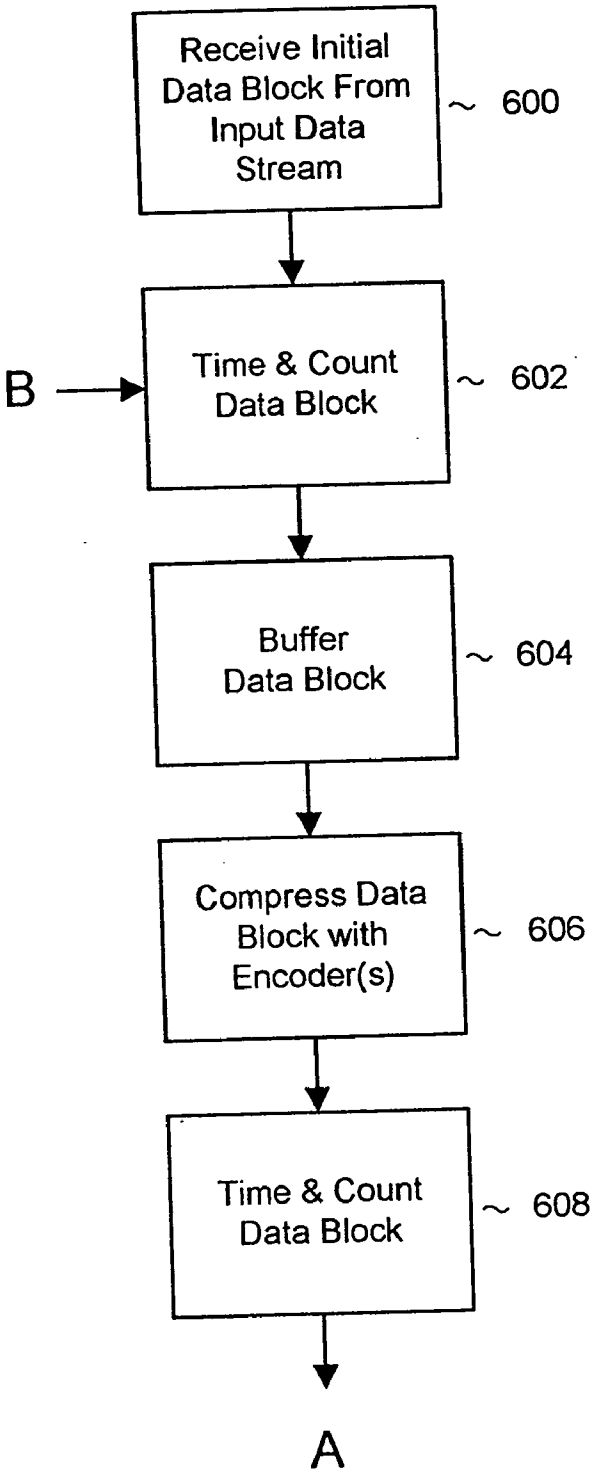 Receive Initial
Data Block From
Input Data
Stream
~ 600
B
Time & Count
Data Block
~ 602
Buffer
Data Block
~ 604
Compress Data
Block with
Encoder(s)
~ 606
Time & Count
Data Block
~ 608
A